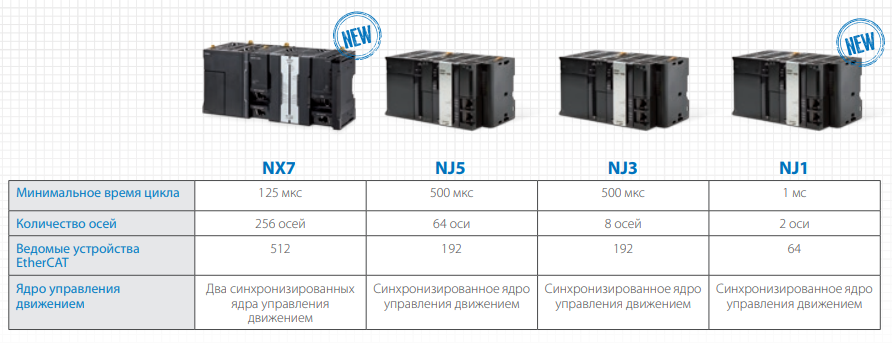 NEW
NEW
NX7 NJ5 NJ3 NJ1
Минимальное время цикла 125 мкс 500 мкс 500 мкс 1 мс
Количество осей 256 осей 64 оси 8 осей 2 оси
Ведомые устройства 512 192 192 64
EtherCAT
Ядро управления Два синхронизированных Синхронизированное ядро Синхронизированное ядро Синхронизированное ядро
движением ядра управления управления движением управления движением управления движением
движением